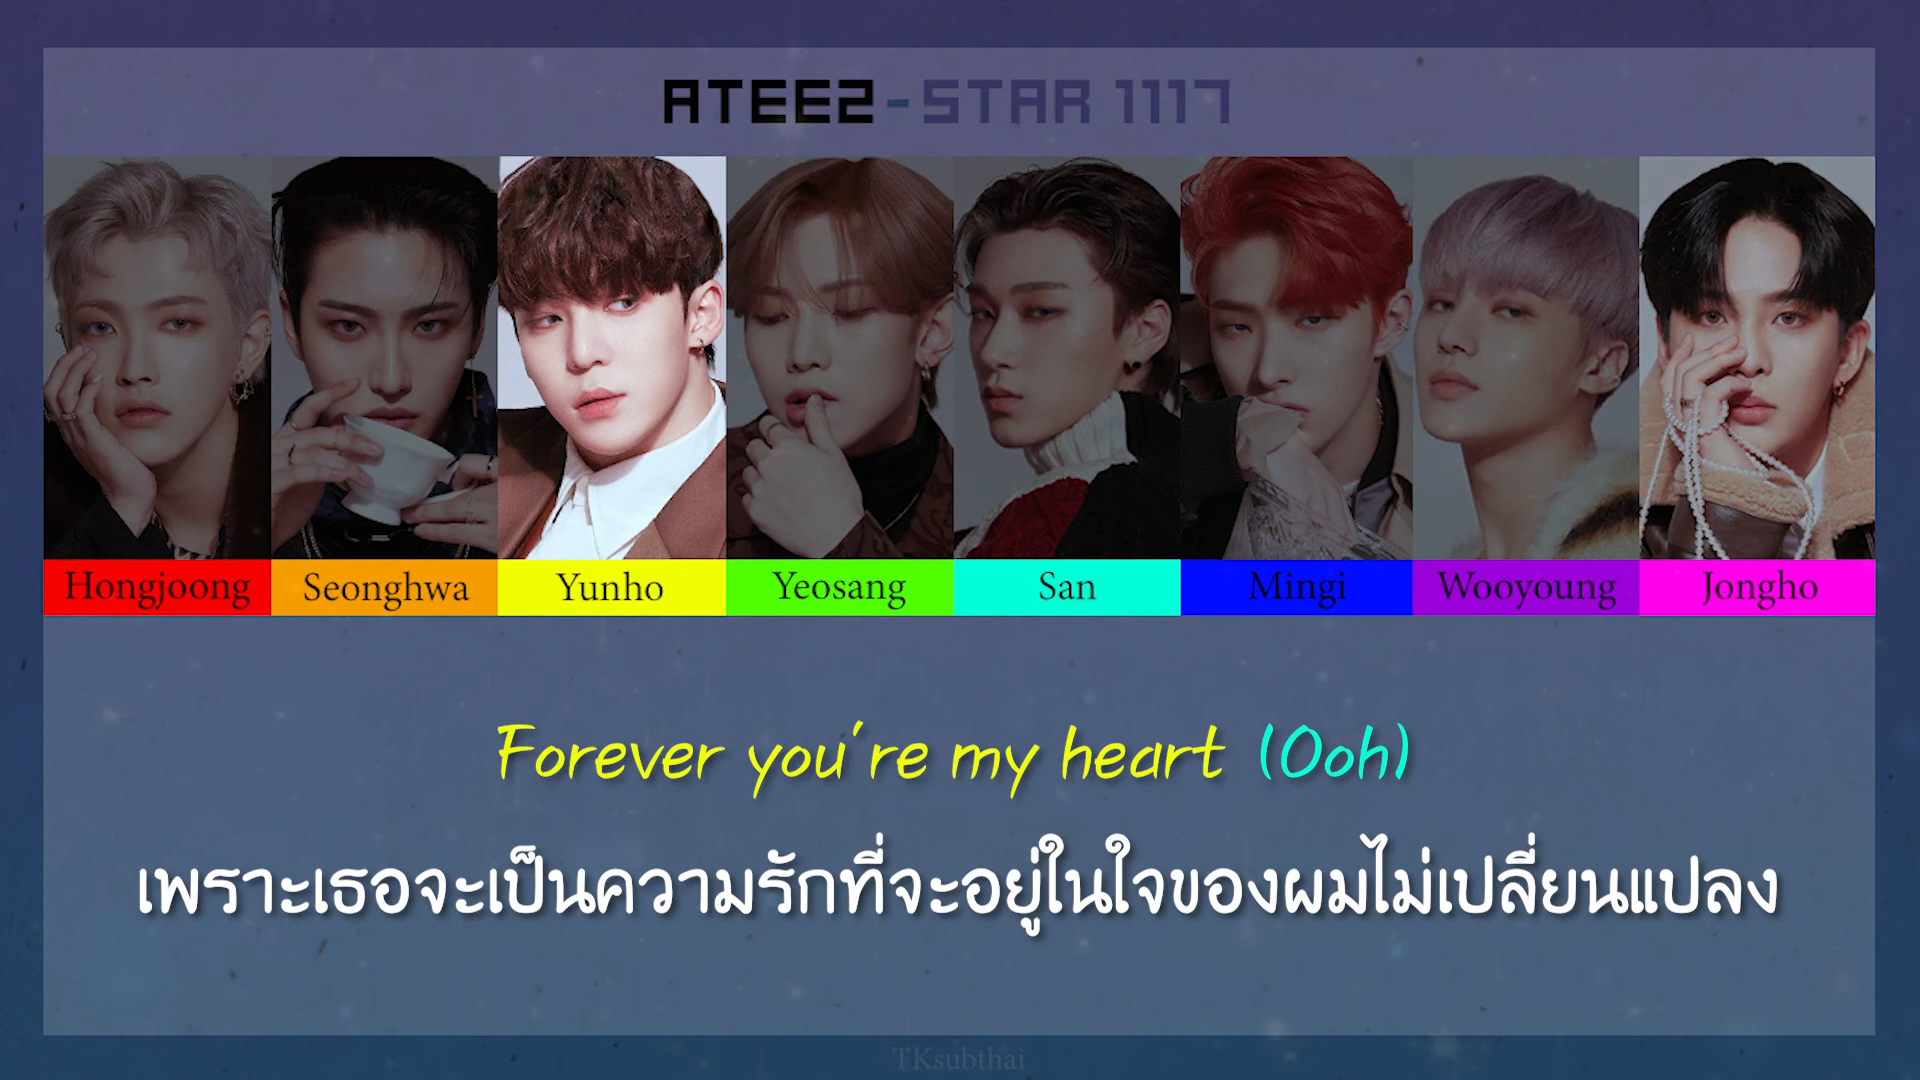 ATEEZ-STAR 1117
Hongjoong Seonghwa Yunho Yeosang San Mingi Wooyoung Jongho
Forever you're my heart (Ooh)
เพราะเธอจะเป็นความรักที่จะอยู่ในใจของผมไม่เปลี่ยนแปลง
TKsubthai